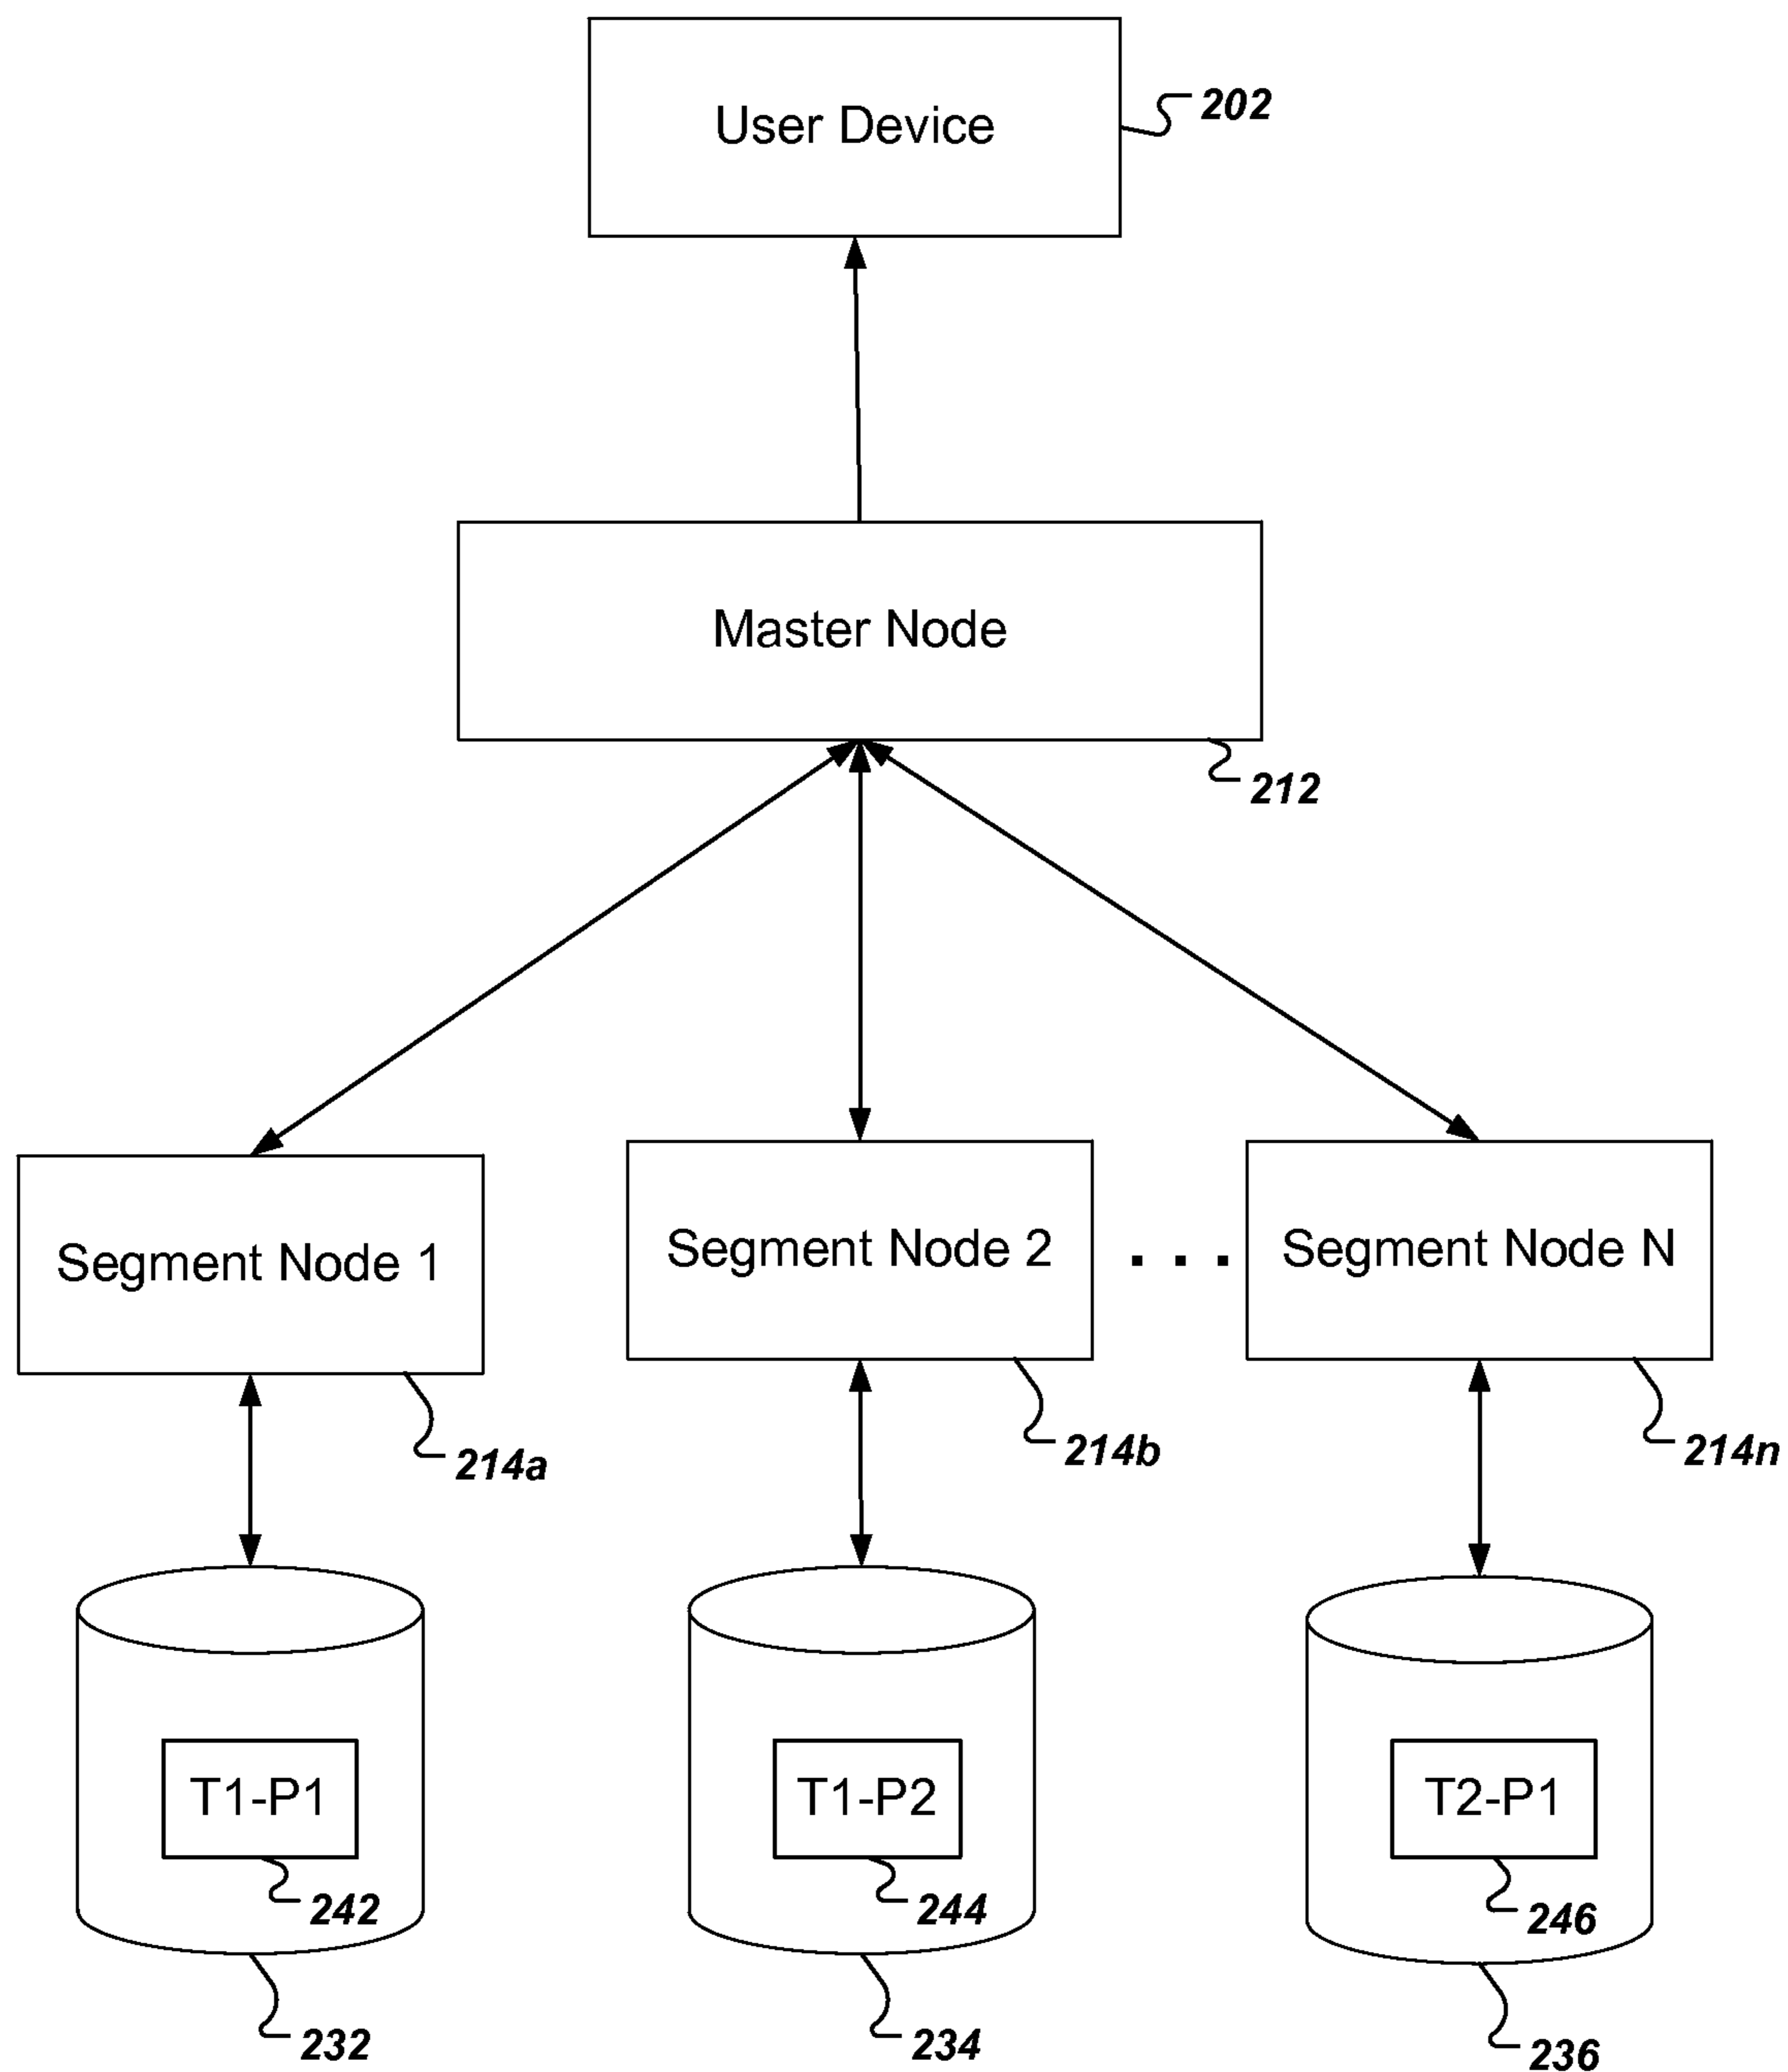 User Device
202
Master Node
212
Segment Node 1
Segment Node 2
. . .
Segment Node N
214a
214b
214n
T1-P1
T1-P2
T2-P1
242
244
246
232
234
236